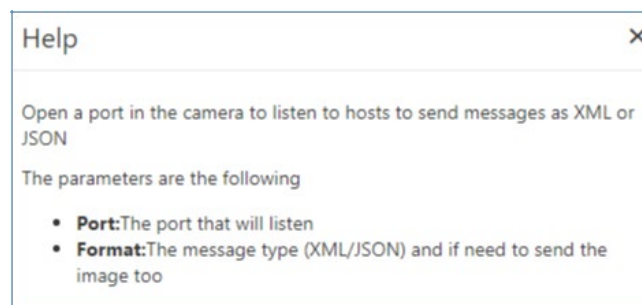 Help
Open a port in the camera to listen to hosts to send messages as XML or
JSON
The parameters are the following
• Port:The port that will listen
• Format:The message type (XML/JSON) and if need to send the
image too